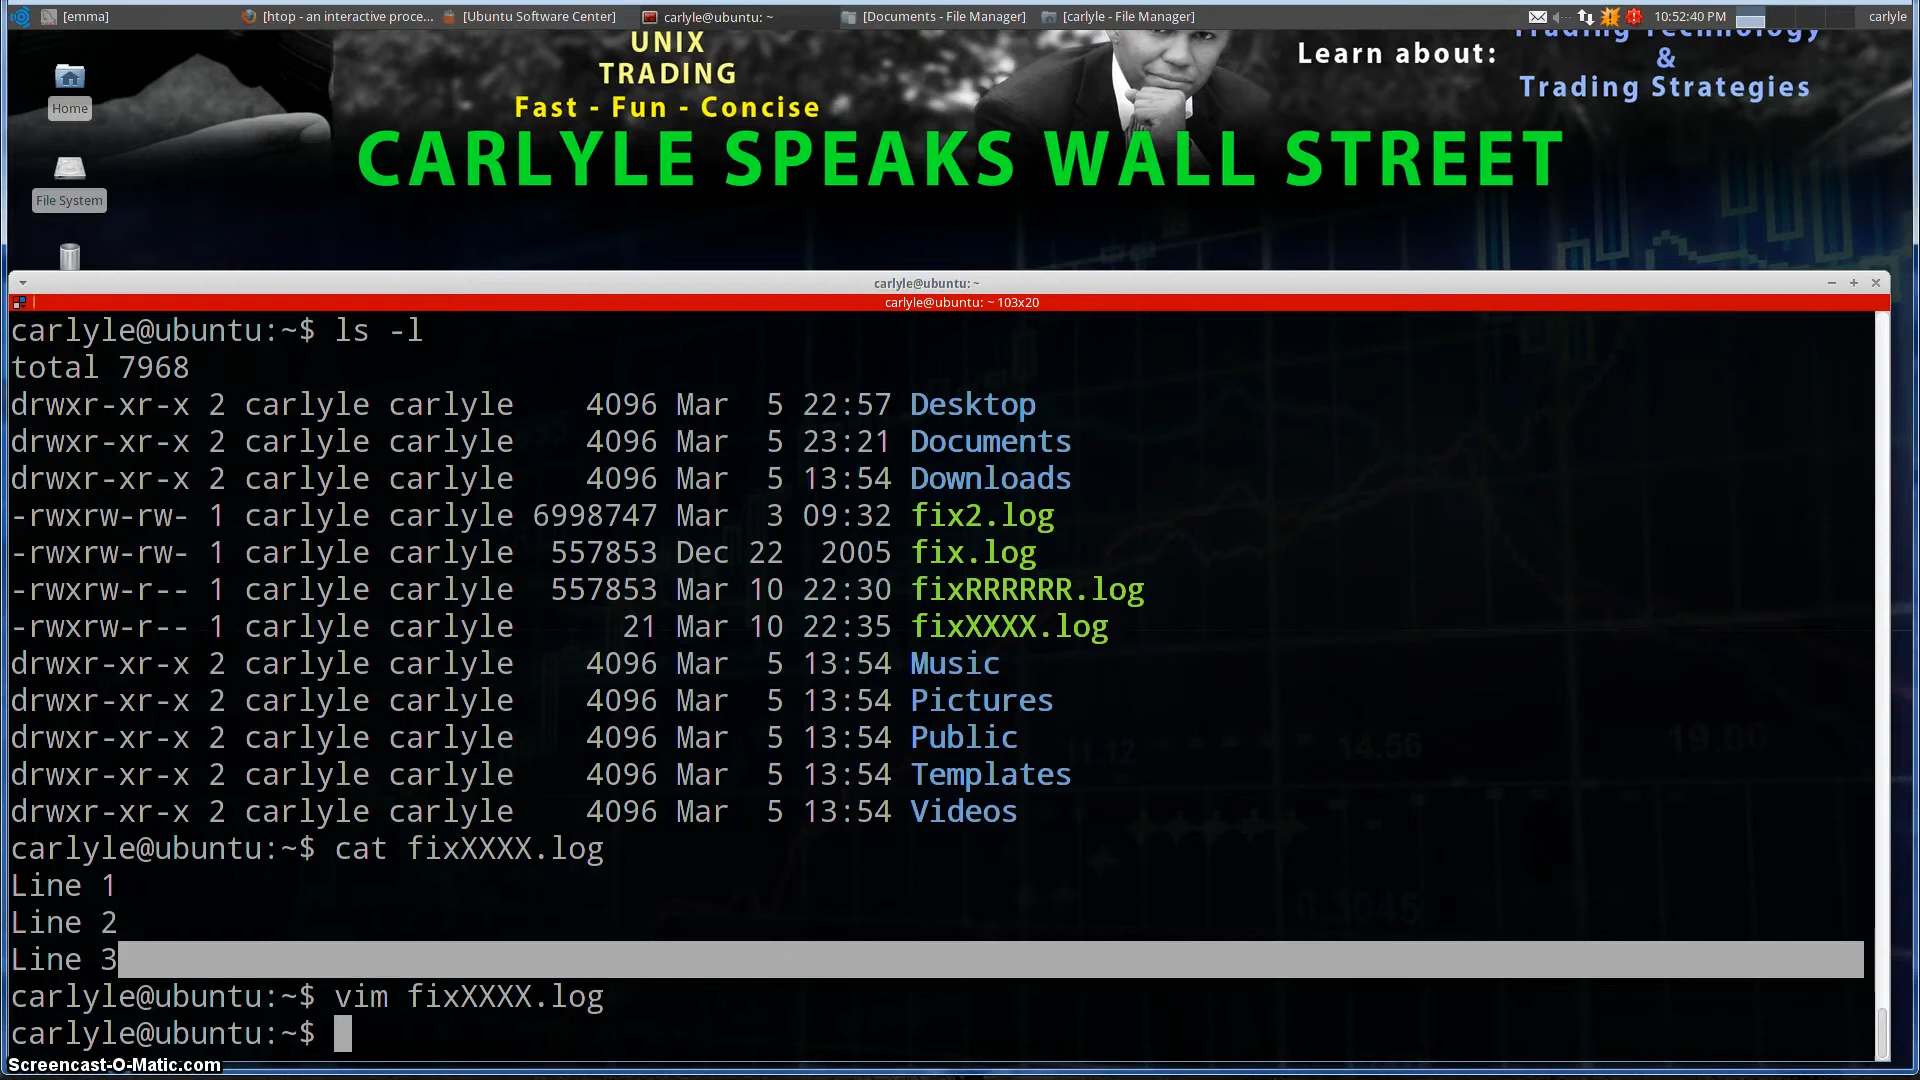 [emma] [htop - an interactive proce... [Ubuntu Software Center] carlyle@ubuntu: ~ [Documents - File Manager] [carlyle - File Manager] 10:52:40 PM carlyle
UNIX
TRADING
Fast - Fun - Concise
Learn about:
Trading Technology
&
Trading Strategies
CARLYLE SPEAKS WALL STREET
Home
File System
carlyle@ubuntu: ~
carlyle@ubuntu: ~ 103x20
carlyle@ubuntu:~$ ls -l
total 7968
drwxr-xr-x 2 carlyle carlyle    4096 Mar  5 22:57 Desktop
drwxr-xr-x 2 carlyle carlyle    4096 Mar  5 23:21 Documents
drwxr-xr-x 2 carlyle carlyle    4096 Mar  5 13:54 Downloads
-rwxrw-rw- 1 carlyle carlyle 6998747 Mar  3 09:32 fix2.log
-rwxrw-rw- 1 carlyle carlyle  557853 Dec 22  2005 fix.log
-rwxrw-r-- 1 carlyle carlyle  557853 Mar 10 22:30 fixRRRRRR.log
-rwxrw-r-- 1 carlyle carlyle      21 Mar 10 22:35 fixXXXX.log
drwxr-xr-x 2 carlyle carlyle    4096 Mar  5 13:54 Music
drwxr-xr-x 2 carlyle carlyle    4096 Mar  5 13:54 Pictures
drwxr-xr-x 2 carlyle carlyle    4096 Mar  5 13:54 Public
drwxr-xr-x 2 carlyle carlyle    4096 Mar  5 13:54 Templates
drwxr-xr-x 2 carlyle carlyle    4096 Mar  5 13:54 Videos
carlyle@ubuntu:~$ cat fixXXXX.log
Line 1
Line 2
Line 3
carlyle@ubuntu:~$ vim fixXXXX.log
carlyle@ubuntu:~$
11.12 14.56 19.00
0.3045
Screencast-O-Matic.com